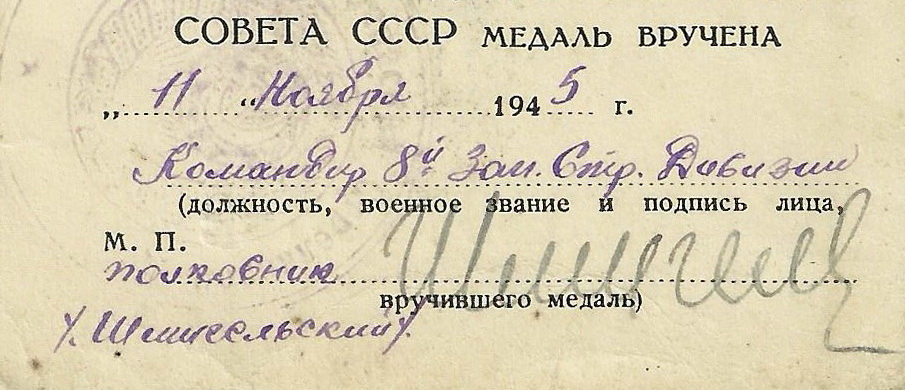 СОВЕТА СССР МЕДАЛЬ ВРУЧЕНА
„ 11 “ Ноября 1945 г.
Командир 8й Зап. Стр. Дивизии
(должность, военное звание и подпись лица,
М. П.
полковник
вручившего медаль)